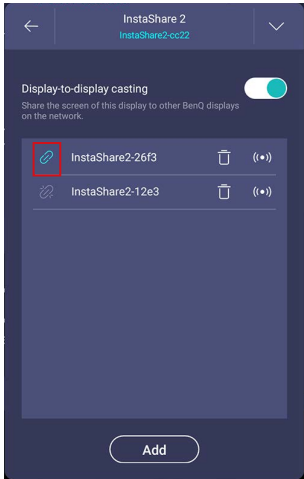 InstaShare 2
InstaShare2-cc22
Display-to-display casting
Share the screen of this display to other BenQ displays
on the network.
InstaShare2-26f3
InstaShare2-12e3
Add